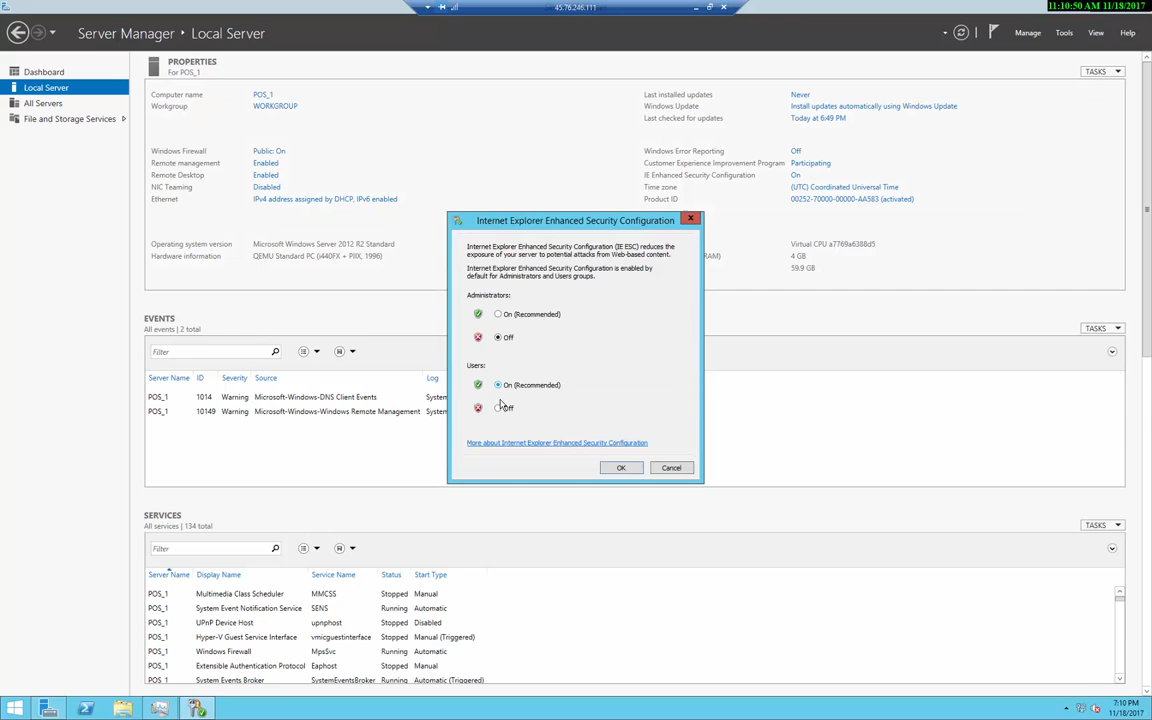 45.76.246.111
11:10:50 AM 11/18/2017
Server Manager ‣ Local Server
Manage
Tools
View
Help
Dashboard
Local Server
All Servers
File and Storage Services
PROPERTIES
For POS_1
TASKS
Computer name POS_1
Workgroup WORKGROUP
Last installed updates Never
Windows Update Install updates automatically using Windows Update
Last checked for updates Today at 6:49 PM
Windows Firewall Public: On
Remote management Enabled
Remote Desktop Enabled
NIC Teaming Disabled
Ethernet IPv4 address assigned by DHCP, IPv6 enabled
Windows Error Reporting Off
Customer Experience Improvement Program Participating
IE Enhanced Security Configuration On
Time zone (UTC) Coordinated Universal Time
Product ID 00252-70000-00000-AA583 (activated)
Operating system version Microsoft Windows Server 2012 R2 Standard
Hardware information QEMU Standard PC (i440FX + PIIX, 1996)
Virtual CPU a7769a6388d5
RAM) 4 GB
59.9 GB
Internet Explorer Enhanced Security Configuration
Internet Explorer Enhanced Security Configuration (IE ESC) reduces the
exposure of your server to potential attacks from Web-based content.
Internet Explorer Enhanced Security Configuration is enabled by
default for Administrators and Users groups.
Administrators:
On (Recommended)
Off
Users:
On (Recommended)
Off
More about Internet Explorer Enhanced Security Configuration
OK
Cancel
EVENTS
All events | 2 total
TASKS
Filter
Server Name ID Severity Source Log
POS_1 1014 Warning Microsoft-Windows-DNS Client Events System
POS_1 10149 Warning Microsoft-Windows-Windows Remote Management System
SERVICES
All services | 134 total
TASKS
Filter
Server Name Display Name Service Name Status Start Type
POS_1 Multimedia Class Scheduler MMCSS Stopped Manual
POS_1 System Event Notification Service SENS Running Automatic
POS_1 UPnP Device Host upnphost Stopped Disabled
POS_1 Hyper-V Guest Service Interface vmicguestinterface Stopped Manual (Triggered)
POS_1 Windows Firewall MpsSvc Running Automatic
POS_1 Extensible Authentication Protocol Eaphost Stopped Manual
POS_1 System Events Broker SystemEventsBroker Running Automatic (Triggered)
7:10 PM
11/18/2017